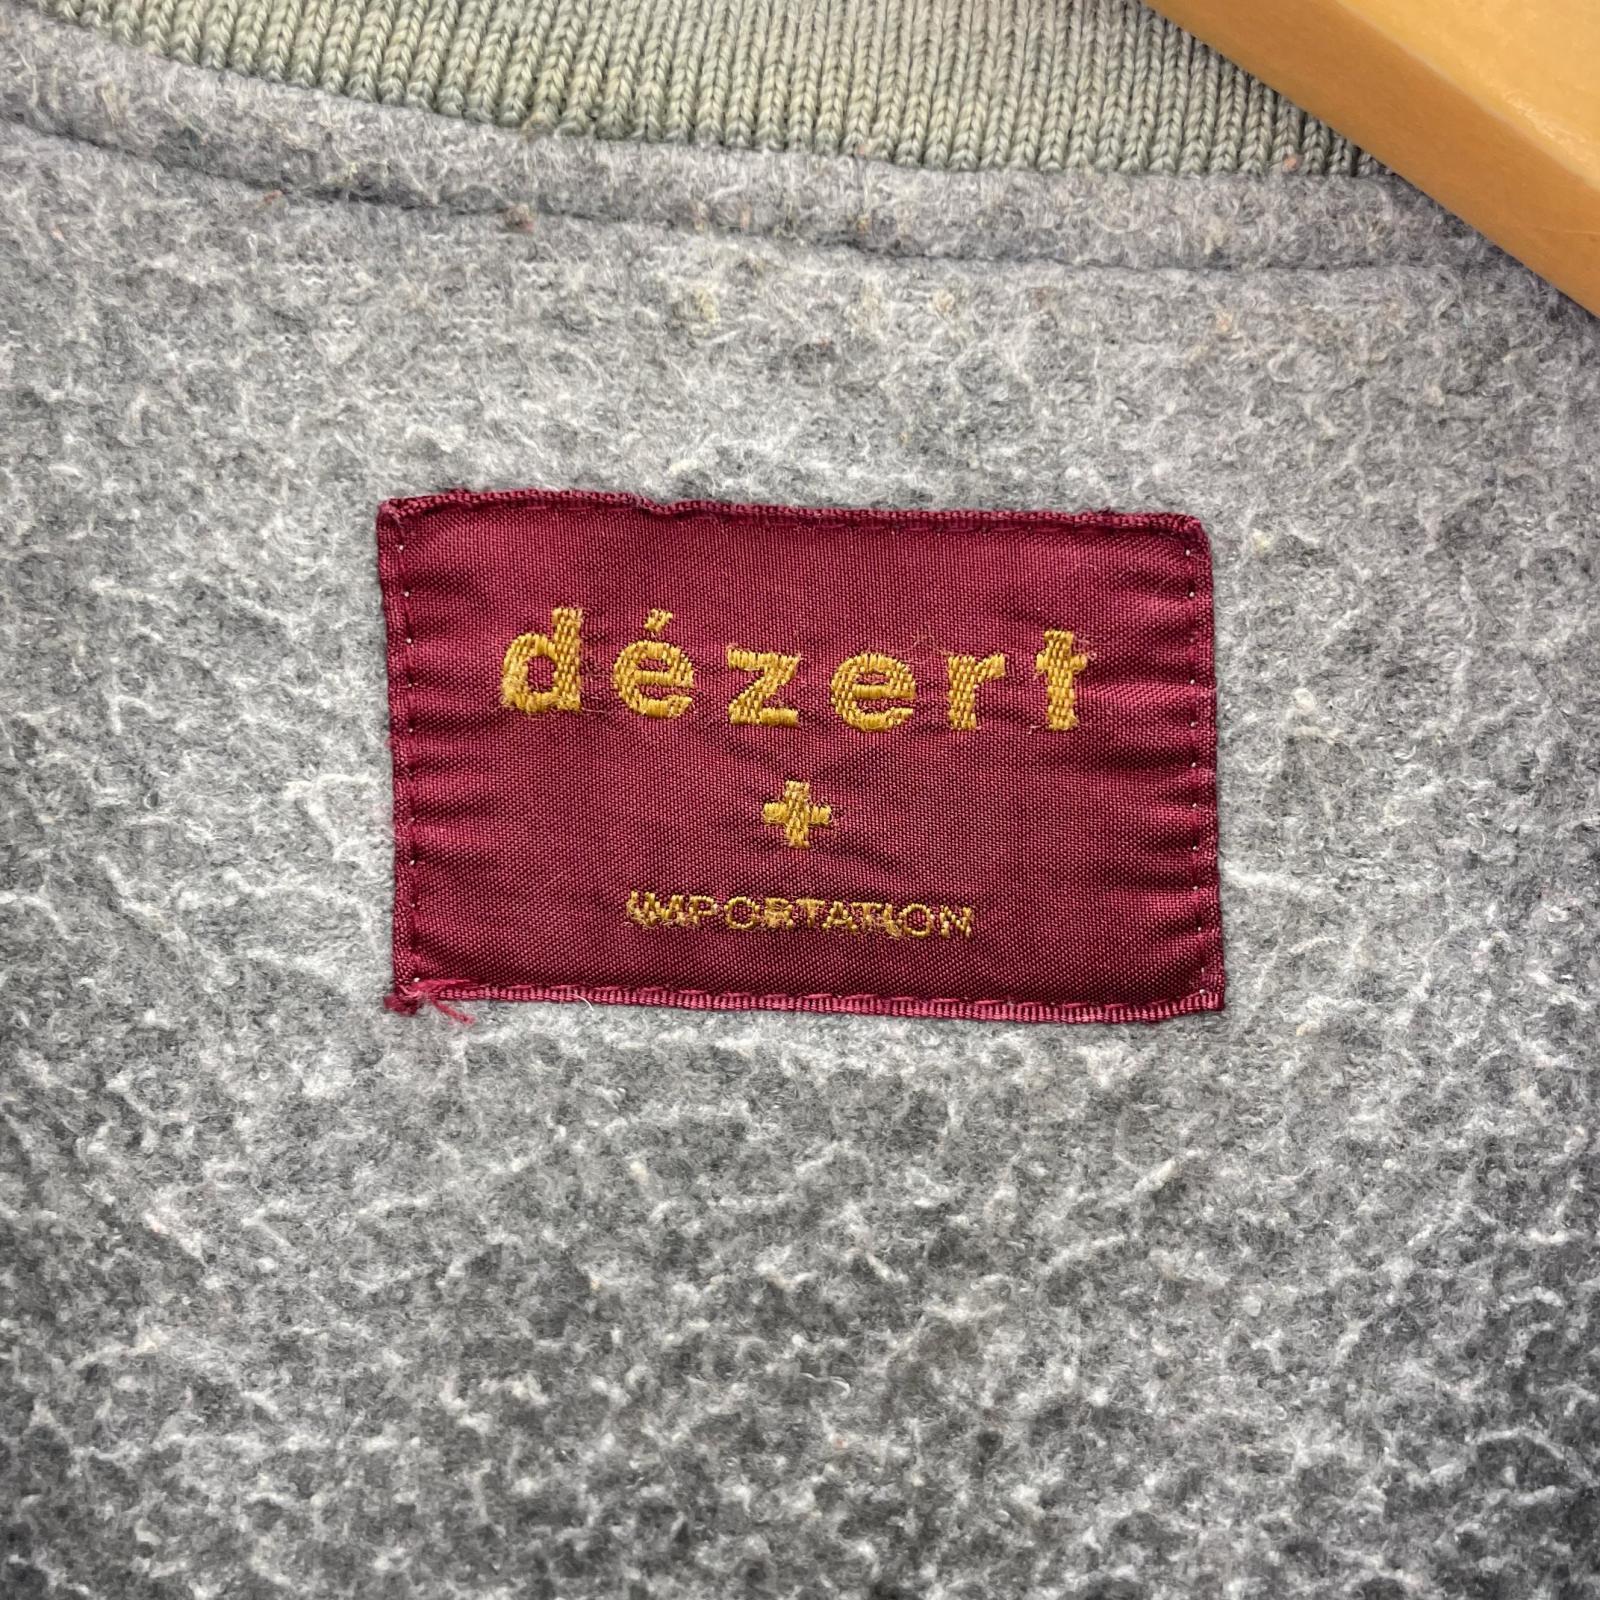 dézert
+
IMPORTATION